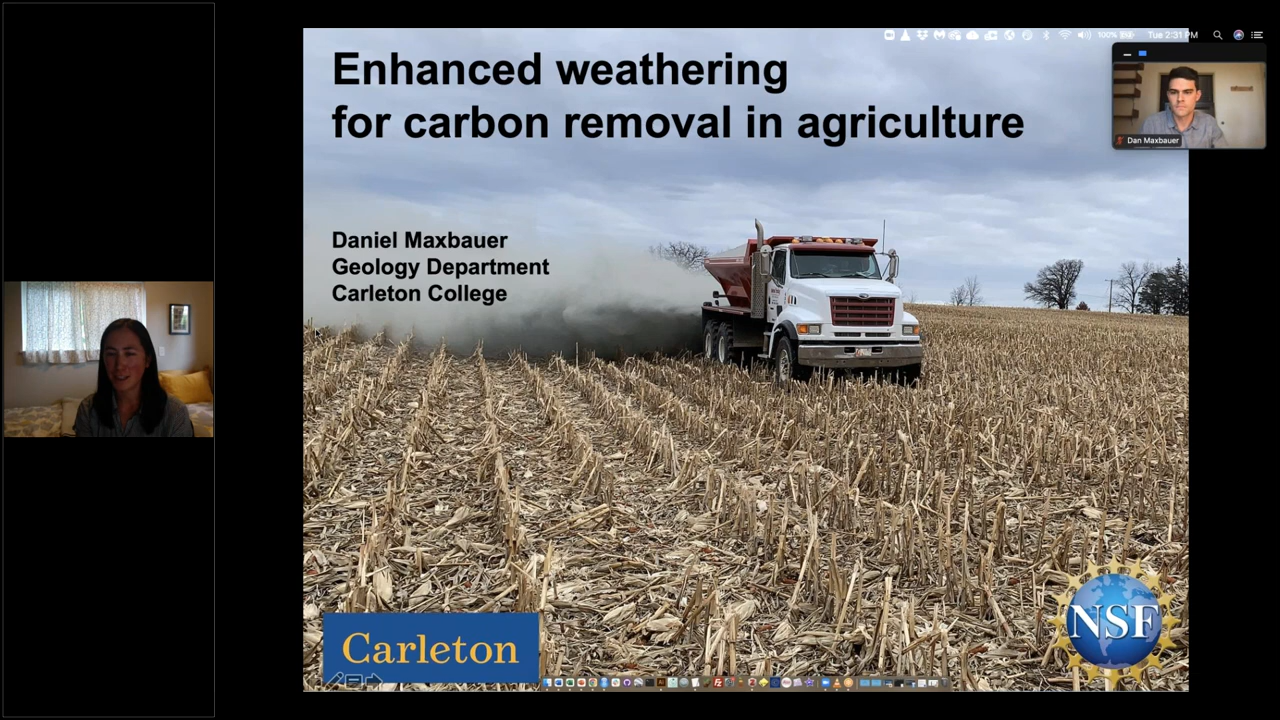 100%
Tue 2:31 PM
Enhanced weathering
for carbon removal in agriculture
Dan Maxbauer
Daniel Maxbauer
Geology Department
Carleton College
Carleton
NSF